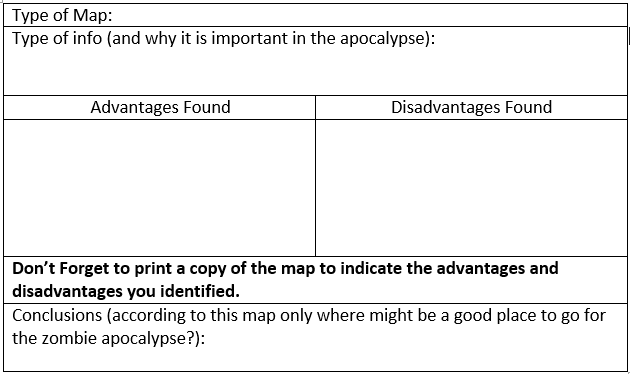 Type of Map:
Type of info (and why it is important in the apocalypse):
Advantages Found
Disadvantages Found
Don’t Forget to print a copy of the map to indicate the advantages and
disadvantages you identified.
Conclusions (according to this map only where might be a good place to go for
the zombie apocalypse?):